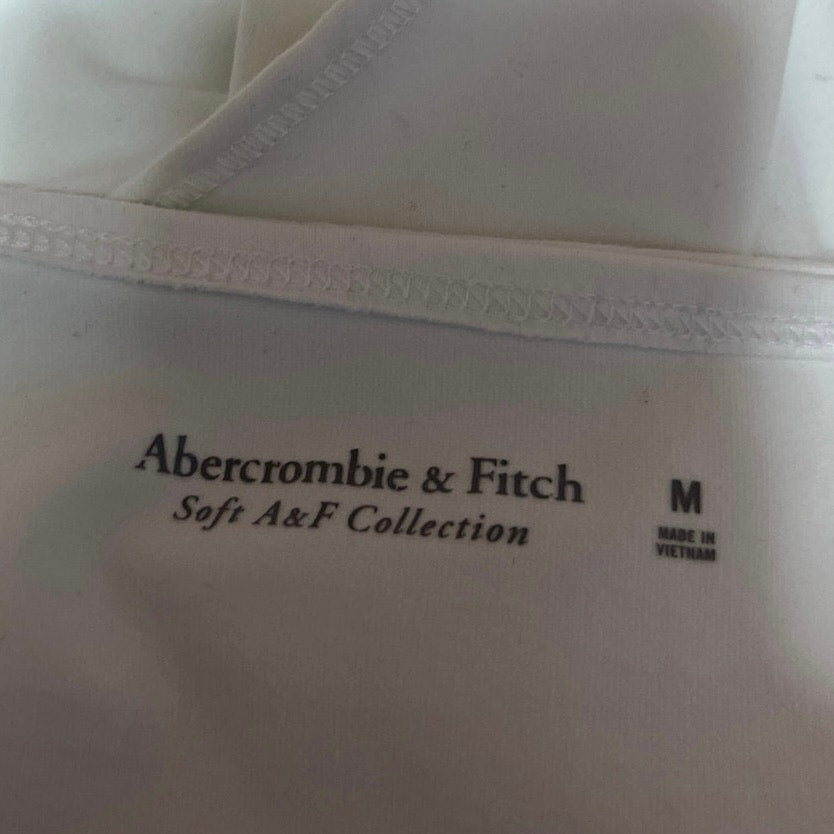 Abercrombie & Fitch
Soft A&F Collection
M
MADE IN
VIETNAM